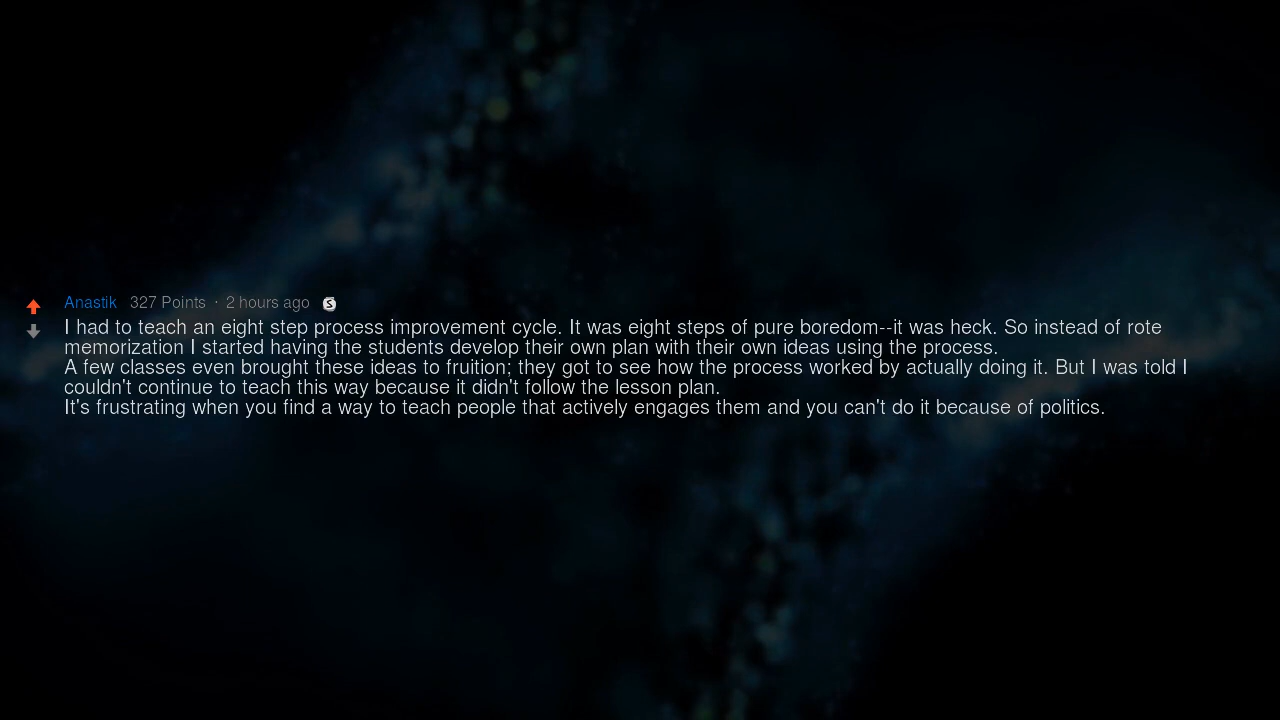 Anastik 327 Points · 2 hours ago
I had to teach an eight step process improvement cycle. It was eight steps of pure boredom--it was heck. So instead of rote
memorization I started having the students develop their own plan with their own ideas using the process.
A few classes even brought these ideas to fruition; they got to see how the process worked by actually doing it. But I was told I
couldn't continue to teach this way because it didn't follow the lesson plan.
It's frustrating when you find a way to teach people that actively engages them and you can't do it because of politics.